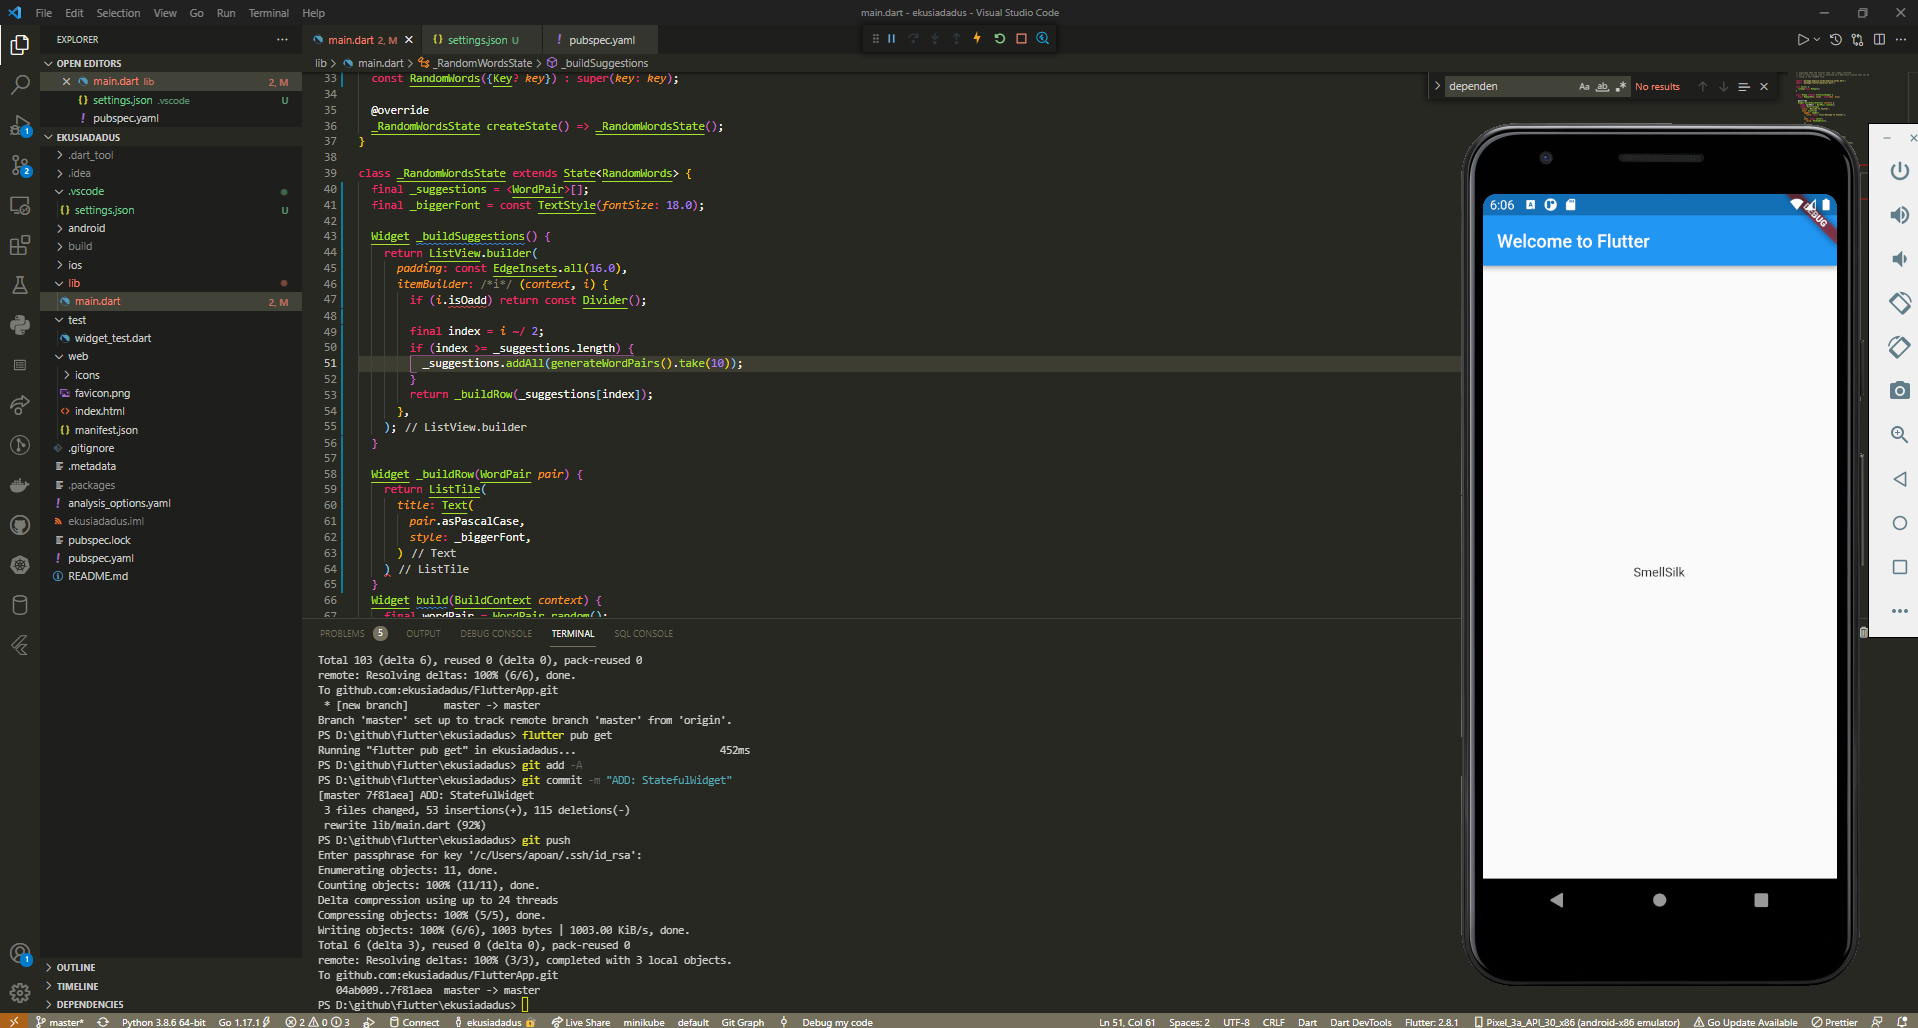 File Edit Selection View Go Run Terminal Help
main.dart - ekusiadadus - Visual Studio Code
EXPLORER
OPEN EDITORS
main.dart lib 2, M
settings.json .vscode U
pubspec.yaml
EKUSIADADUS
.dart_tool
.idea
.vscode
settings.json U
android
build
ios
lib
main.dart 2, M
test
widget_test.dart
web
icons
favicon.png
index.html
manifest.json
.gitignore
.metadata
.packages
analysis_options.yaml
ekusiadadus.iml
pubspec.lock
pubspec.yaml
README.md
OUTLINE
TIMELINE
DEPENDENCIES
main.dart 2, M
settings.json U
pubspec.yaml
lib > main.dart > _RandomWordsState > _buildSuggestions
dependen
Aa ab No results
33 const RandomWords({Key? key}) : super(key: key);
34
35 @override
36 _RandomWordsState createState() => _RandomWordsState();
37 }
38
39 class _RandomWordsState extends State<RandomWords> {
40 final _suggestions = <WordPair>[];
41 final _biggerFont = const TextStyle(fontSize: 18.0);
42
43 Widget _buildSuggestions() {
44 return ListView.builder(
45 padding: const EdgeInsets.all(16.0),
46 itemBuilder: /*i*/ (context, i) {
47 if (i.isOadd) return const Divider();
48
49 final index = i ~/ 2;
50 if (index >= _suggestions.length) {
51 _suggestions.addAll(generateWordPairs().take(10));
52 }
53 return _buildRow(_suggestions[index]);
54 },
55 ); // ListView.builder
56 }
57
58 Widget _buildRow(WordPair pair) {
59 return ListTile(
60 title: Text(
61 pair.asPascalCase,
62 style: _biggerFont,
63 ) // Text
64 ) // ListTile
65 }
66 Widget build(BuildContext context) {
67 final wordPair = WordPair.random();
PROBLEMS 5 OUTPUT DEBUG CONSOLE TERMINAL SQL CONSOLE
Total 103 (delta 6), reused 0 (delta 0), pack-reused 0
remote: Resolving deltas: 100% (6/6), done.
To github.com:ekusiadadus/FlutterApp.git
* [new branch] master -> master
Branch 'master' set up to track remote branch 'master' from 'origin'.
PS D:\github\flutter\ekusiadadus> flutter pub get
Running "flutter pub get" in ekusiadadus... 452ms
PS D:\github\flutter\ekusiadadus> git add -A
PS D:\github\flutter\ekusiadadus> git commit -m "ADD: StatefulWidget"
[master 7f81aea] ADD: StatefulWidget
3 files changed, 53 insertions(+), 115 deletions(-)
rewrite lib/main.dart (92%)
PS D:\github\flutter\ekusiadadus> git push
Enter passphrase for key '/c/Users/apoan/.ssh/id_rsa':
Enumerating objects: 11, done.
Counting objects: 100% (11/11), done.
Delta compression using up to 24 threads
Compressing objects: 100% (5/5), done.
Writing objects: 100% (6/6), 1003 bytes | 1003.00 KiB/s, done.
Total 6 (delta 3), reused 0 (delta 0), pack-reused 0
remote: Resolving deltas: 100% (3/3), completed with 3 local objects.
To github.com:ekusiadadus/FlutterApp.git
04ab009..7f81aea master -> master
PS D:\github\flutter\ekusiadadus>
6:06
DEBUG
Welcome to Flutter
SmellSilk
master* Python 3.8.6 64-bit Go 1.17.1 2 0 3 Connect ekusiadadus Live Share minikube default Git Graph Debug my code
Ln 51, Col 61 Spaces: 2 UTF-8 CRLF Dart Dart DevTools Flutter: 2.8.1 Pixel_3a_API_30_x86 (android-x86 emulator) Go Update Available Prettier